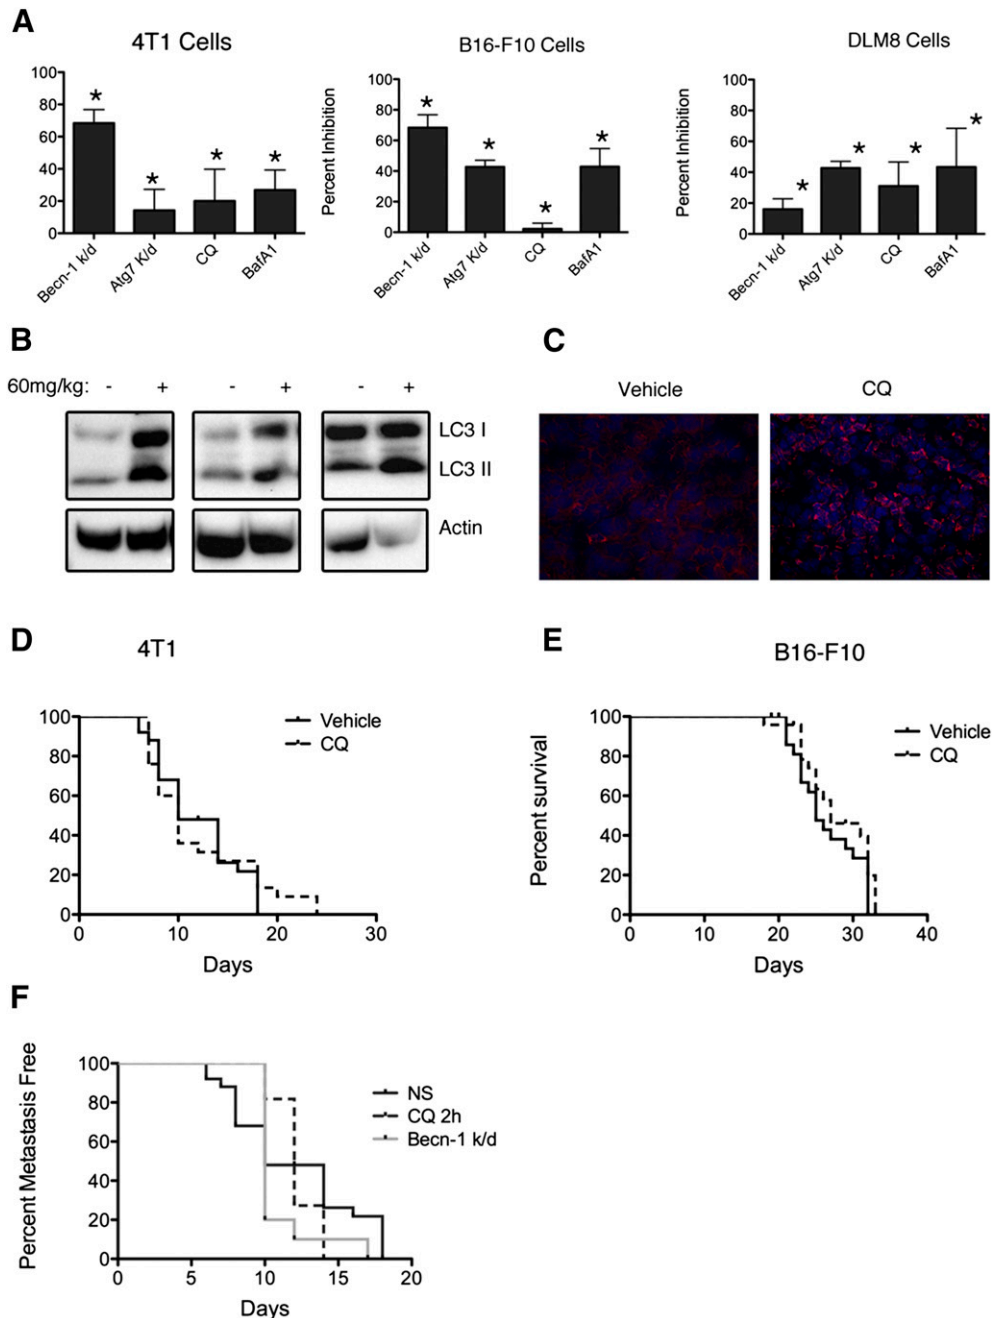 A
4T1 Cells
B16-F10 Cells
DLM8 Cells
100
80
60
40
20
0
Becn-1 k/d
Atg7 K/d
CQ
BafA1
* * * *
Percent Inhibition
100
80
60
40
20
0
Becn-1 k/d
Atg7 K/d
CQ
BafA1
* * * *
Percent Inhibition
100
80
60
40
20
0
Becn-1 k/d
Atg7 K/d
CQ
BafA1
* * * *
B
60mg/kg: - + - + - +
LC3 I
LC3 II
Actin
C
Vehicle CQ
D
4T1
100
80
60
40
20
0
0 10 20 30
Days
Vehicle
CQ
E
B16-F10
Percent survival
100
80
60
40
20
0
0 10 20 30 40
Days
Vehicle
CQ
F
Percent Metastasis Free
100
80
60
40
20
0
0 5 10 15 20
Days
NS
CQ 2h
Becn-1 k/d